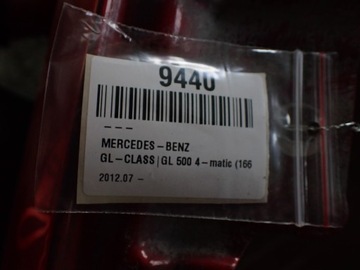 9440
---
MERCEDES-BENZ
GL-CLASS|GL 500 4-matic (166
2012.07 -